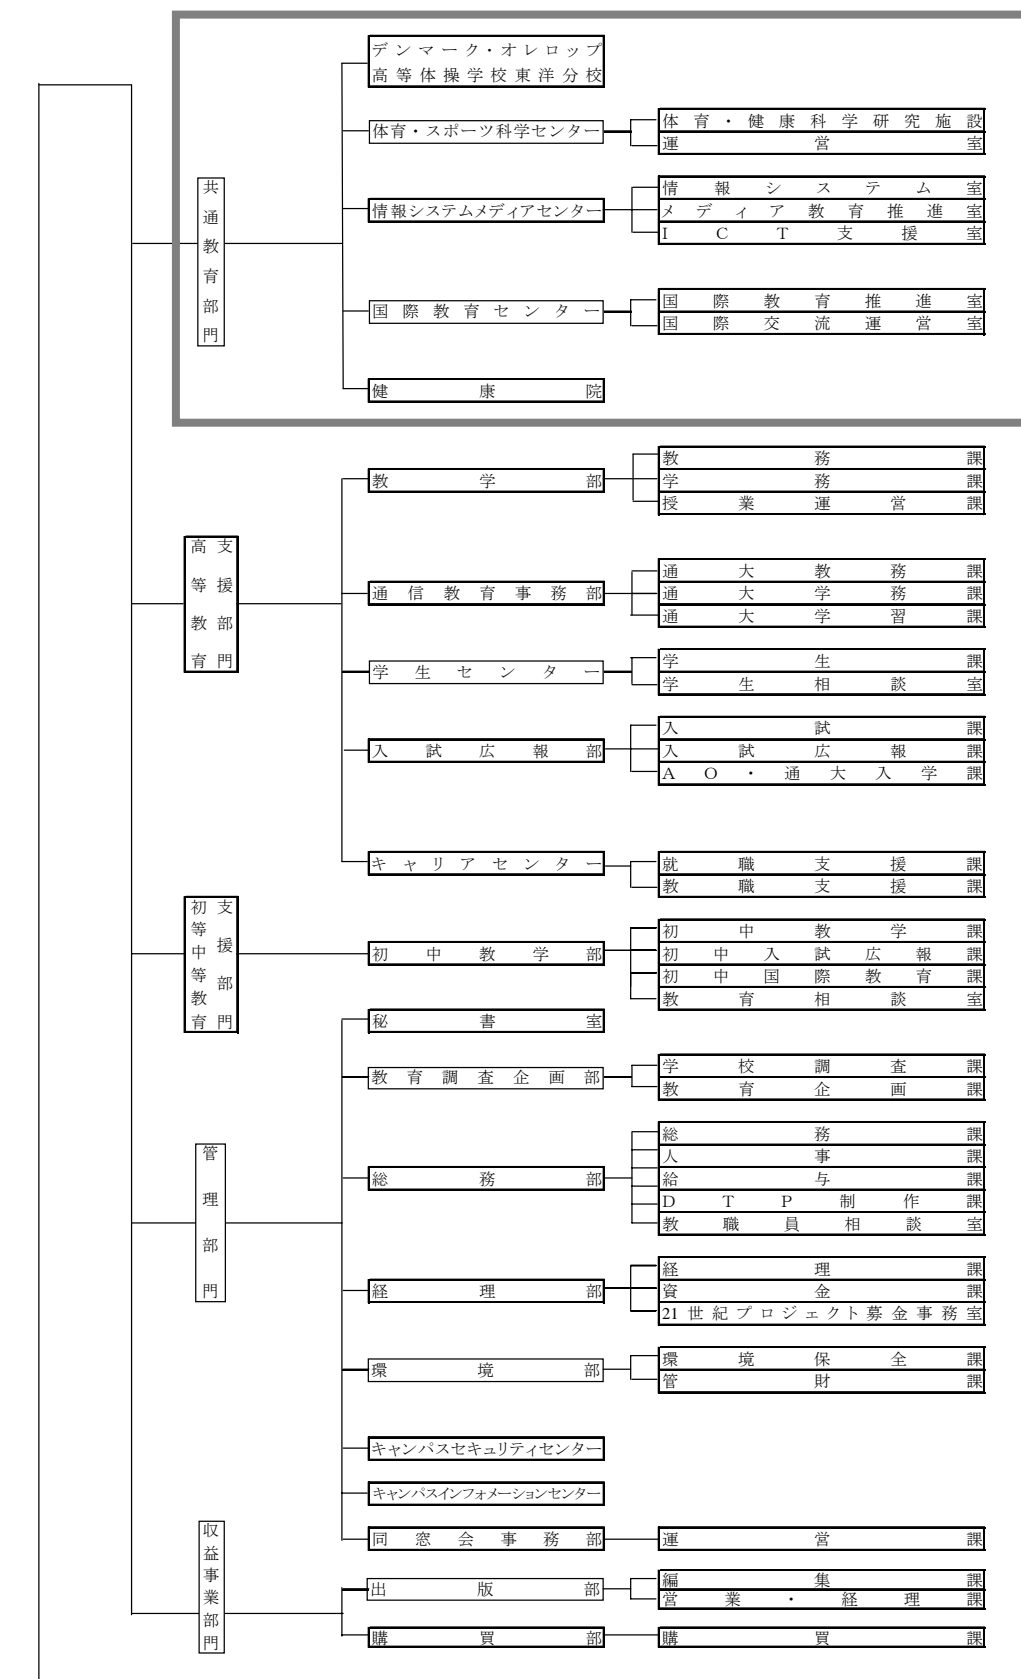 共通教育部門
デンマーク・オレロップ
高等体操学校東洋分校
体育・スポーツ科学センター
体育・健康科学研究施設
運営室
情報システムメディアセンター
情報システム室
メディア教育推進室
ICT支援室
国際教育センター
国際教育推進室
国際交流運営室
健康院
高等教育
支援部門
教学部
教務課
学務課
授業運営課
通信教育事務部
通大教務課
通大学務課
通大学習課
学生センター
学生課
学生相談室
入試広報部
入試課
入試広報課
AO・通大入学課
キャリアセンター
就職支援課
教職支援課
初等中等教育
支援部門
初中教学部
初中教学課
初中入試広報課
初中国際教育課
教育相談室
管理部門
秘書室
教育調査企画部
学校調査課
教育企画課
総務部
総務課
人事課
給与課
DTP制作課
教職員相談室
経理部
経理課
資金課
21世紀プロジェクト募金事務室
環境部
環境保全課
管財課
キャンパスセキュリティセンター
キャンパスインフォメーションセンター
同窓会事務部
運営課
収益事業部門
出版部
編集課
営業・経理課
購買部
購買課